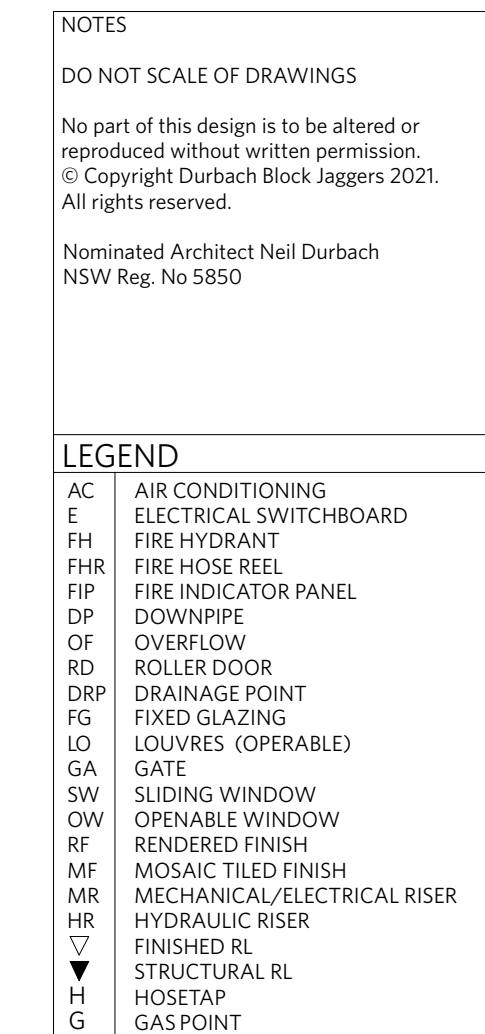 NOTES
DO NOT SCALE OF DRAWINGS
No part of this design is to be altered or
reproduced without written permission.
© Copyright Durbach Block Jaggers 2021.
All rights reserved.
Nominated Architect Neil Durbach
NSW Reg. No 5850
LEGEND
AC AIR CONDITIONING
E ELECTRICAL SWITCHBOARD
FH FIRE HYDRANT
FHR FIRE HOSE REEL
FIP FIRE INDICATOR PANEL
DP DOWNPIPE
OF OVERFLOW
RD ROLLER DOOR
DRP DRAINAGE POINT
FG FIXED GLAZING
LO LOUVRES (OPERABLE)
GA GATE
SW SLIDING WINDOW
OW OPENABLE WINDOW
RF RENDERED FINISH
MF MOSAIC TILED FINISH
MR MECHANICAL/ELECTRICAL RISER
HR HYDRAULIC RISER
▽ FINISHED RL
▼ STRUCTURAL RL
H HOSETAP
G GAS POINT